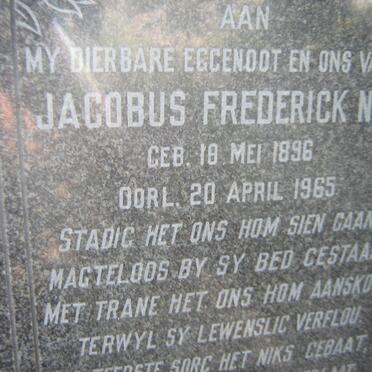 AAN
MY DIERBARE EGGENOOT EN ONS VA
JACOBUS FREDERICK N
GEB. 18 MEI 1896
OORL. 20 APRIL 1965
STADIG HET ONS HOM SIEN GAAN
MAGTELOOS BY SY BED GESTAA
MET TRANE HET ONS HOM AANSKO
TERWYL SY LEWENSLIG VERFLOU.
SORG HET NIKS GEBAAT